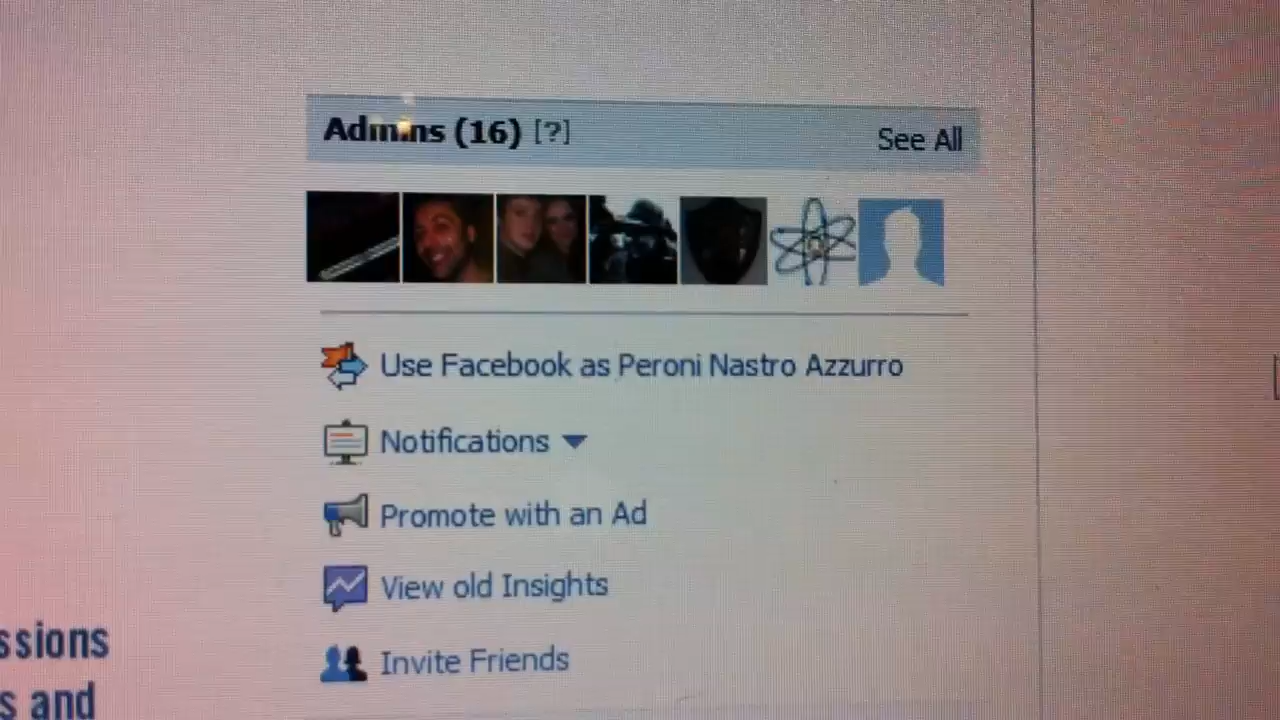 Admins (16) [?]
See All
Use Facebook as Peroni Nastro Azzurro
Notifications
Promote with an Ad
View old Insights
Invite Friends
ssions
s and